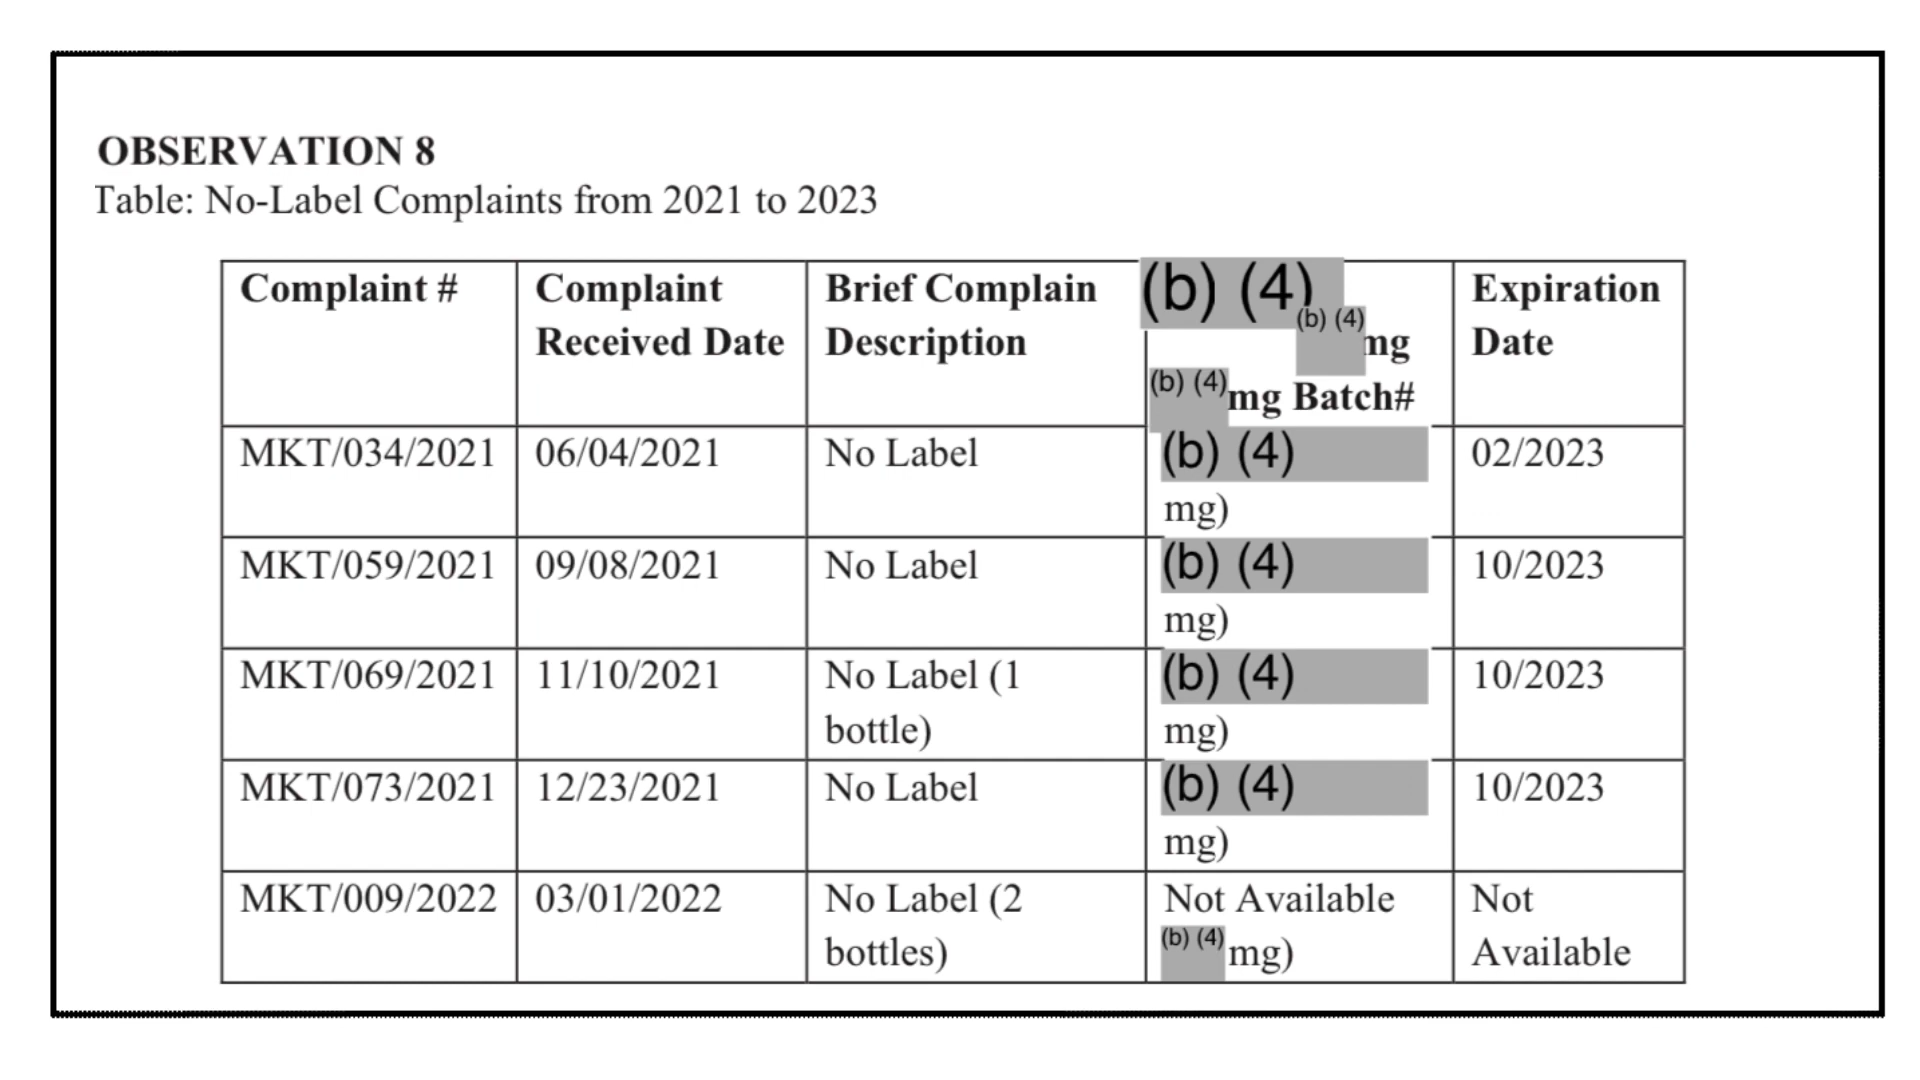 OBSERVATION 8
Table: No-Label Complaints from 2021 to 2023
Complaint #
Complaint
Received Date
Brief Complain
Description
(b) (4)
(b) (4)
mg
(b) (4)
mg Batch#
Expiration
Date
MKT/034/2021
06/04/2021
No Label
(b) (4)
mg)
02/2023
MKT/059/2021
09/08/2021
No Label
(b) (4)
mg)
10/2023
MKT/069/2021
11/10/2021
No Label (1
bottle)
(b) (4)
mg)
10/2023
MKT/073/2021
12/23/2021
No Label
(b) (4)
mg)
10/2023
MKT/009/2022
03/01/2022
No Label (2
bottles)
Not Available
(b) (4)
mg)
Not
Available